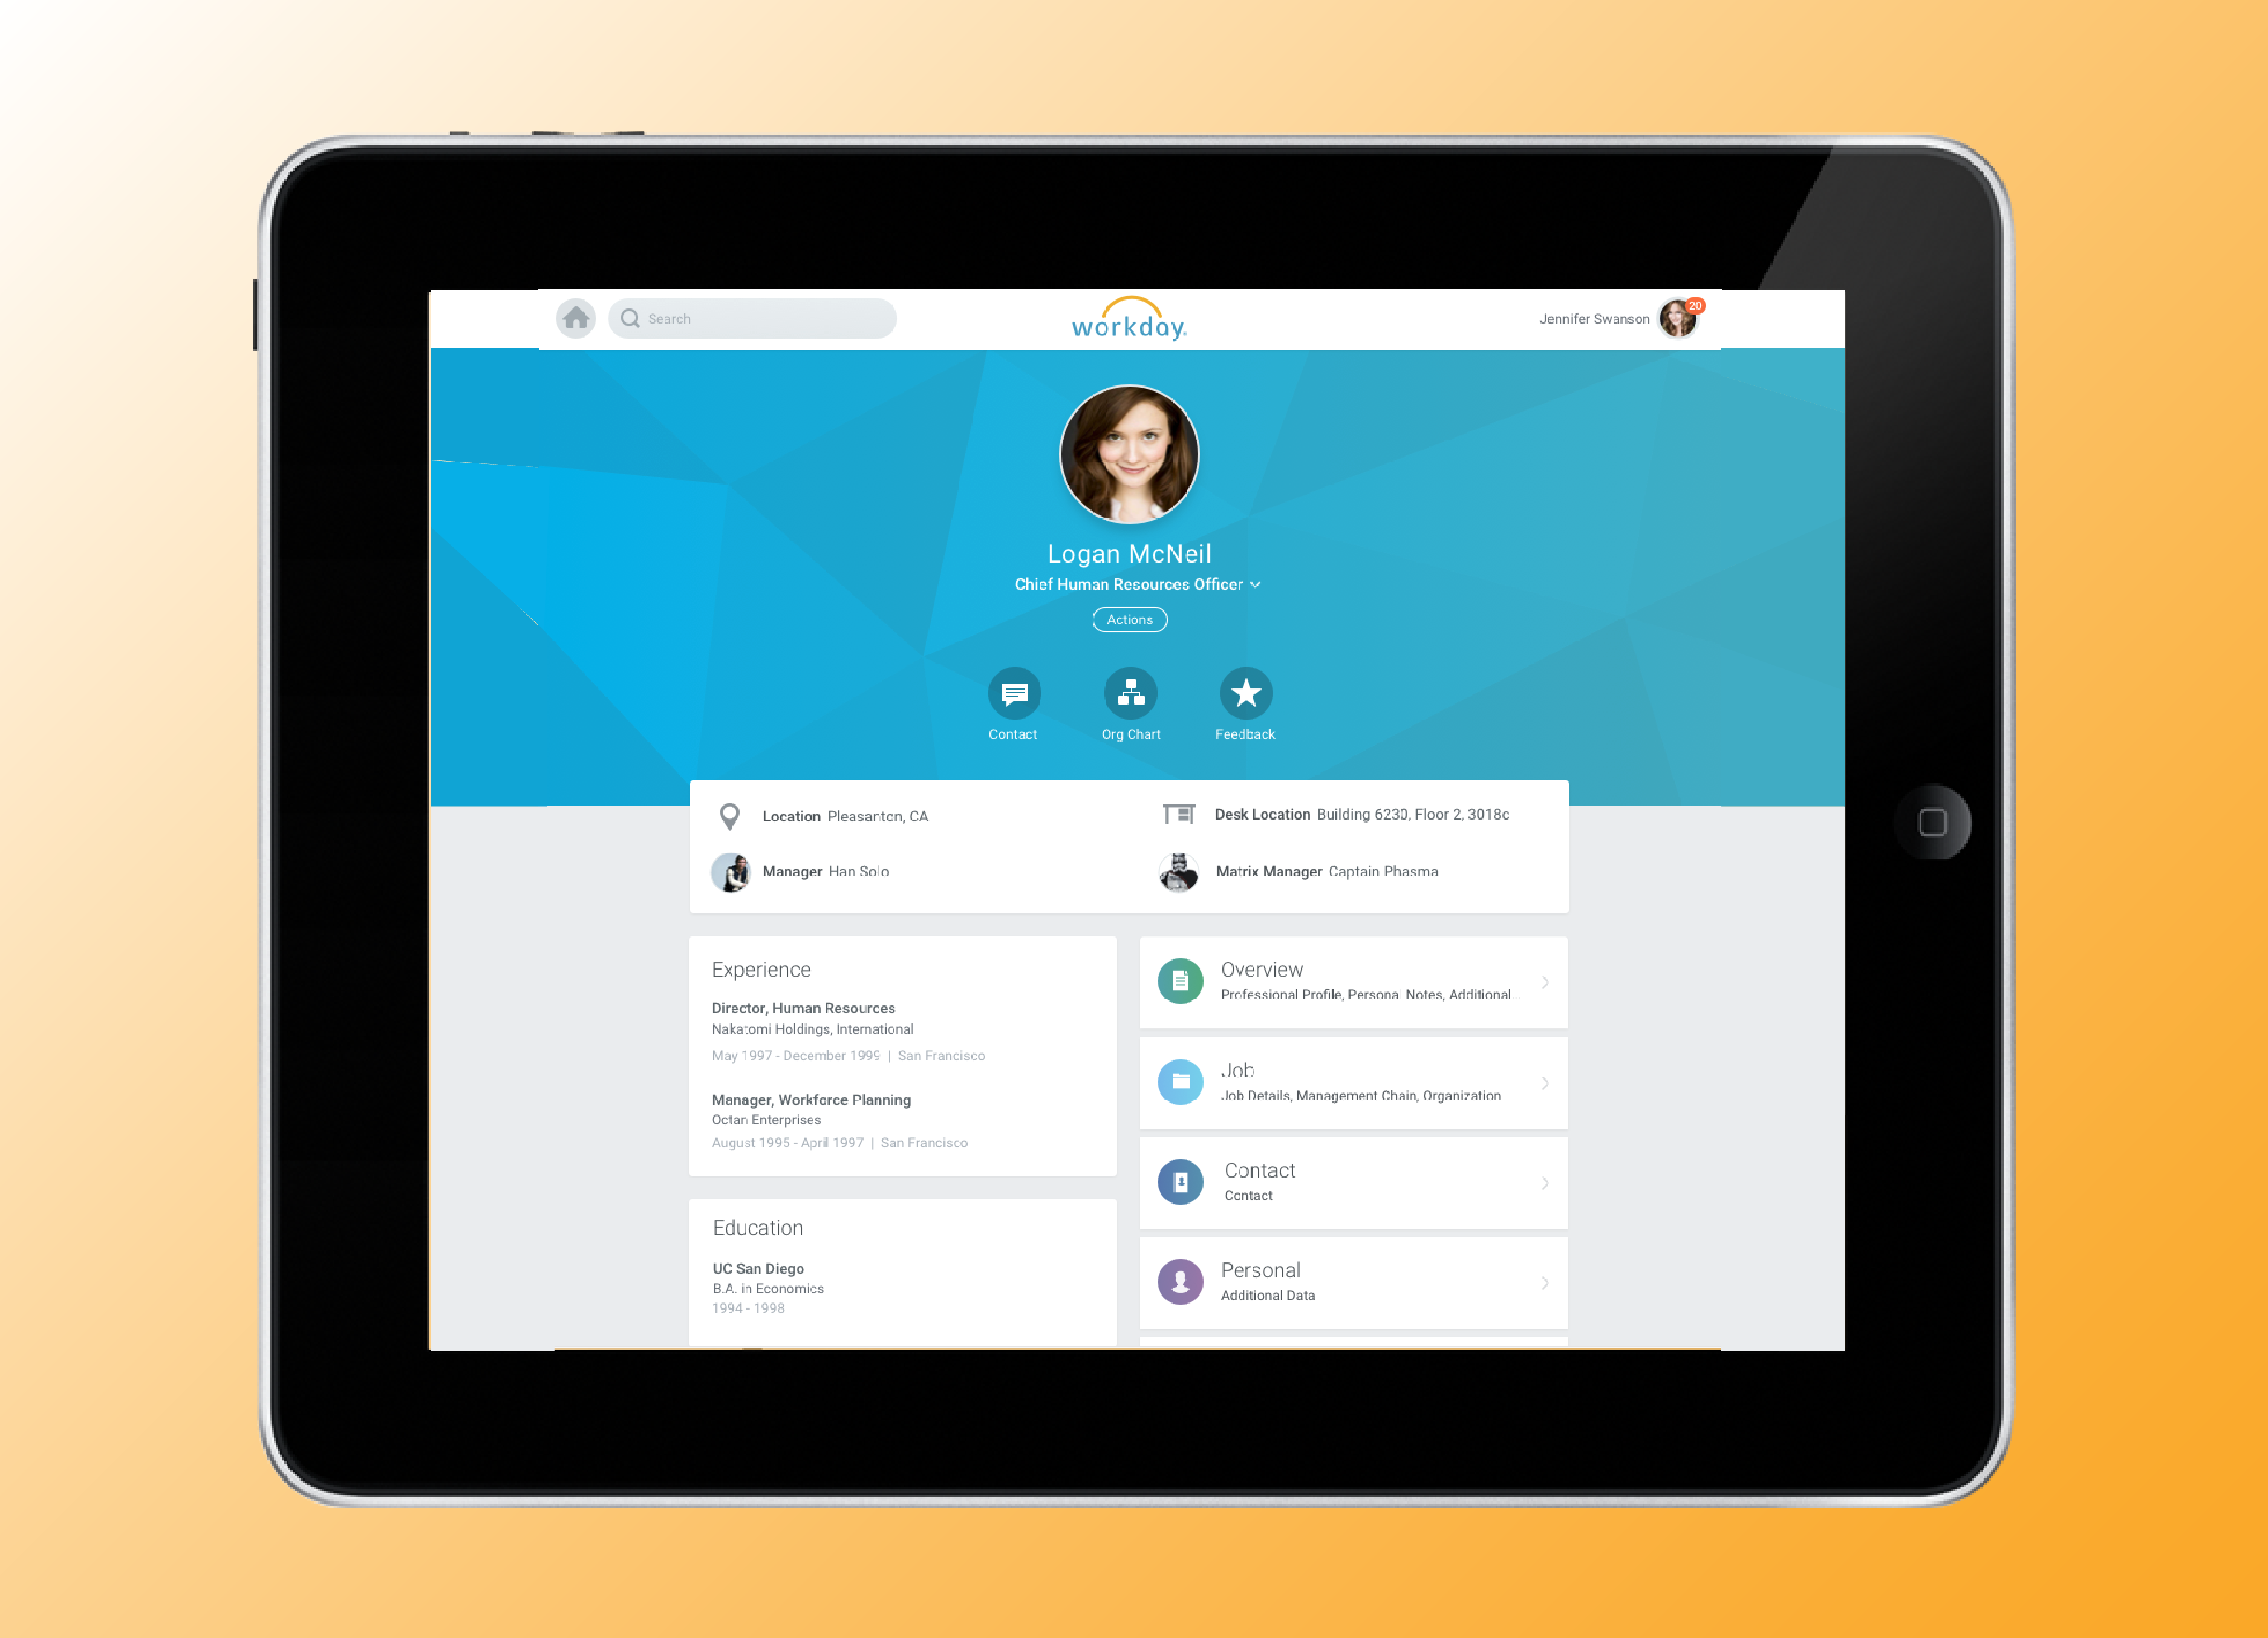 Search
workday.
Jennifer Swanson
20
Logan McNeil
Chief Human Resources Officer
Actions
Contact
Org Chart
Feedback
Location Pleasanton, CA
Desk Location Building 6230, Floor 2, 3018c
Manager Han Solo
Matrix Manager Captain Phasma
Experience
Director, Human Resources
Nakatomi Holdings, International
May 1997 - December 1999 | San Francisco
Manager, Workforce Planning
Octan Enterprises
August 1995 - April 1997 | San Francisco
Education
UC San Diego
B.A. in Economics
1994 - 1998
Overview
Professional Profile, Personal Notes, Additional...
Job
Job Details, Management Chain, Organization
Contact
Contact
Personal
Additional Data